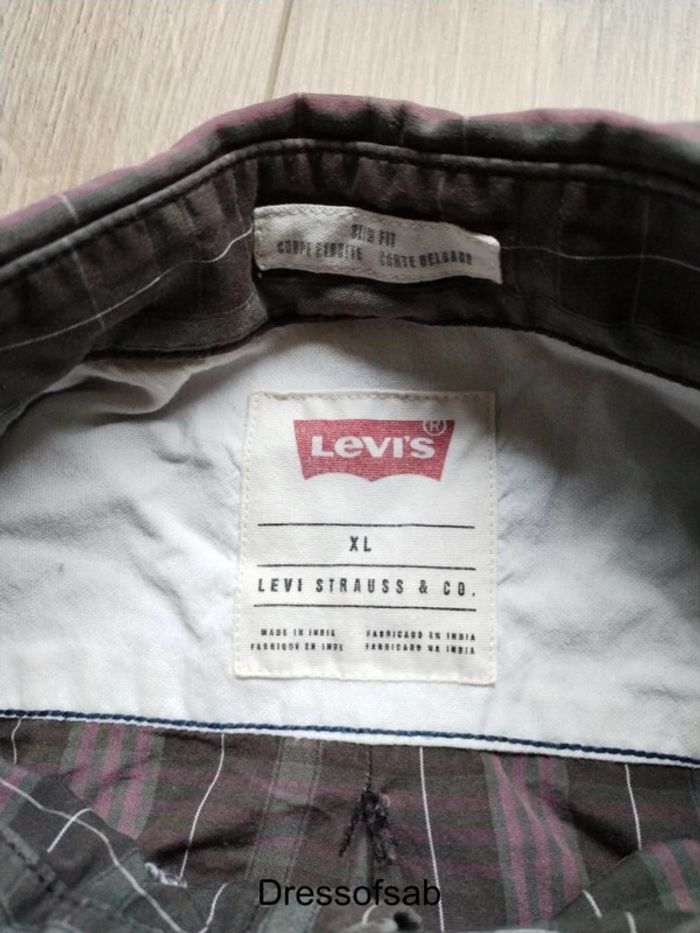 SLIM FIT
COUPE ETROITE CORTE DELGADO
LEVI'S®
XL
LEVI STRAUSS & CO.
MADE IN INDIA FABRICADO EN INDIA
FABRIQUÉ EN INDE FABRICADO NA INDIA
Dressofsab